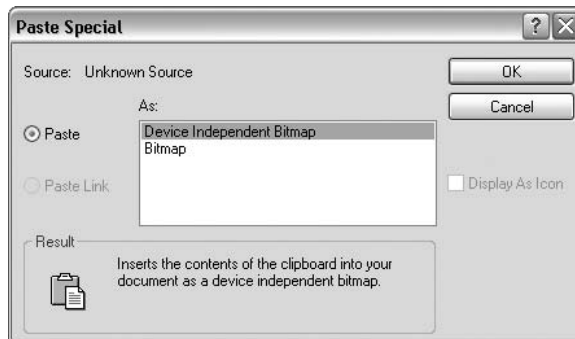 Paste Special
Source: Unknown Source
OK
As:
Cancel
Paste
Device Independent Bitmap
Bitmap
Paste Link
Display As Icon
Result
Inserts the contents of the clipboard into your
document as a device independent bitmap.